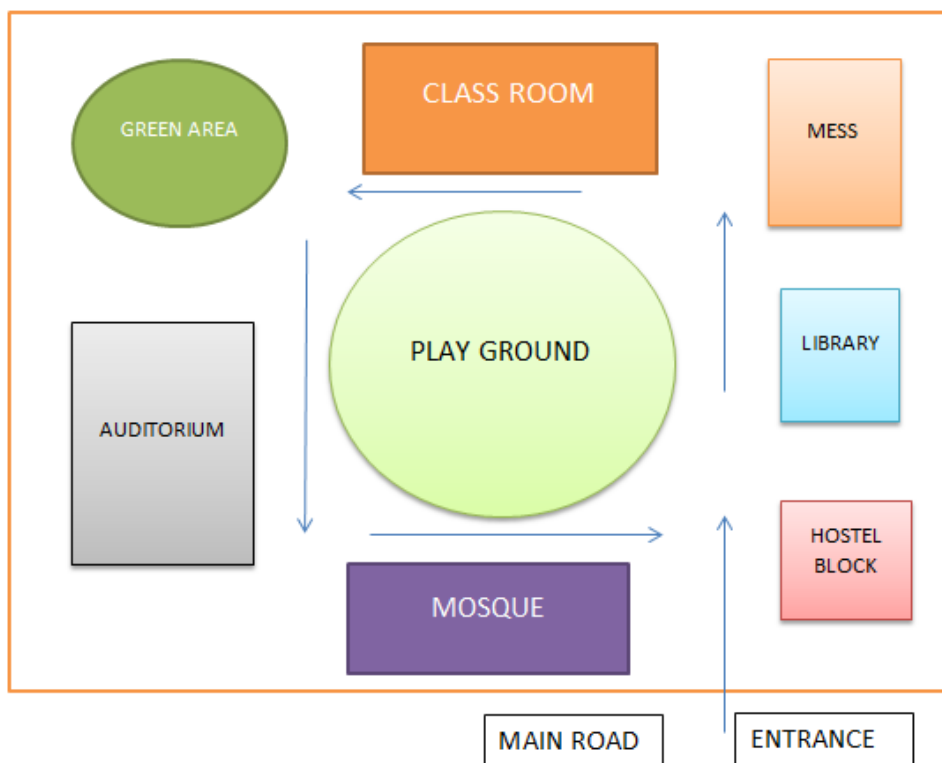 CLASS ROOM
GREEN AREA
MESS
PLAY GROUND
LIBRARY
AUDITORIUM
HOSTEL
BLOCK
MOSQUE
MAIN ROAD
ENTRANCE